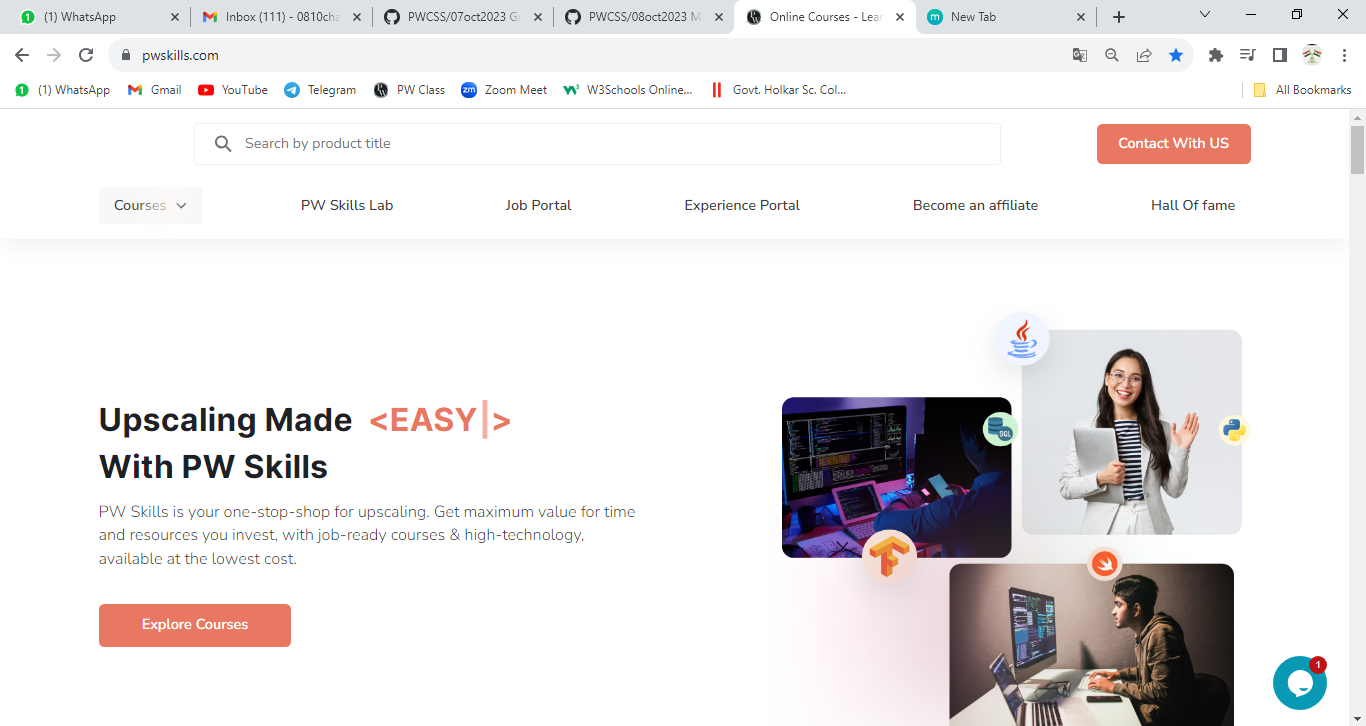 (1) WhatsApp
Inbox (111) - 0810cha
PWCSS/07oct2023 Gr
PWCSS/08oct2023 M
Online Courses - Lear
m New Tab
pwskills.com
(1) WhatsApp
Gmail
YouTube
Telegram
PW Class
zm Zoom Meet
W3Schools Online...
Govt. Holkar Sc. Col...
All Bookmarks
Search by product title
Contact With US
Courses
PW Skills Lab
Job Portal
Experience Portal
Become an affiliate
Hall Of fame
Upscaling Made <EASY|>
With PW Skills
PW Skills is your one-stop-shop for upscaling. Get maximum value for time
and resources you invest, with job-ready courses & high-technology,
available at the lowest cost.
Explore Courses
SQL
1